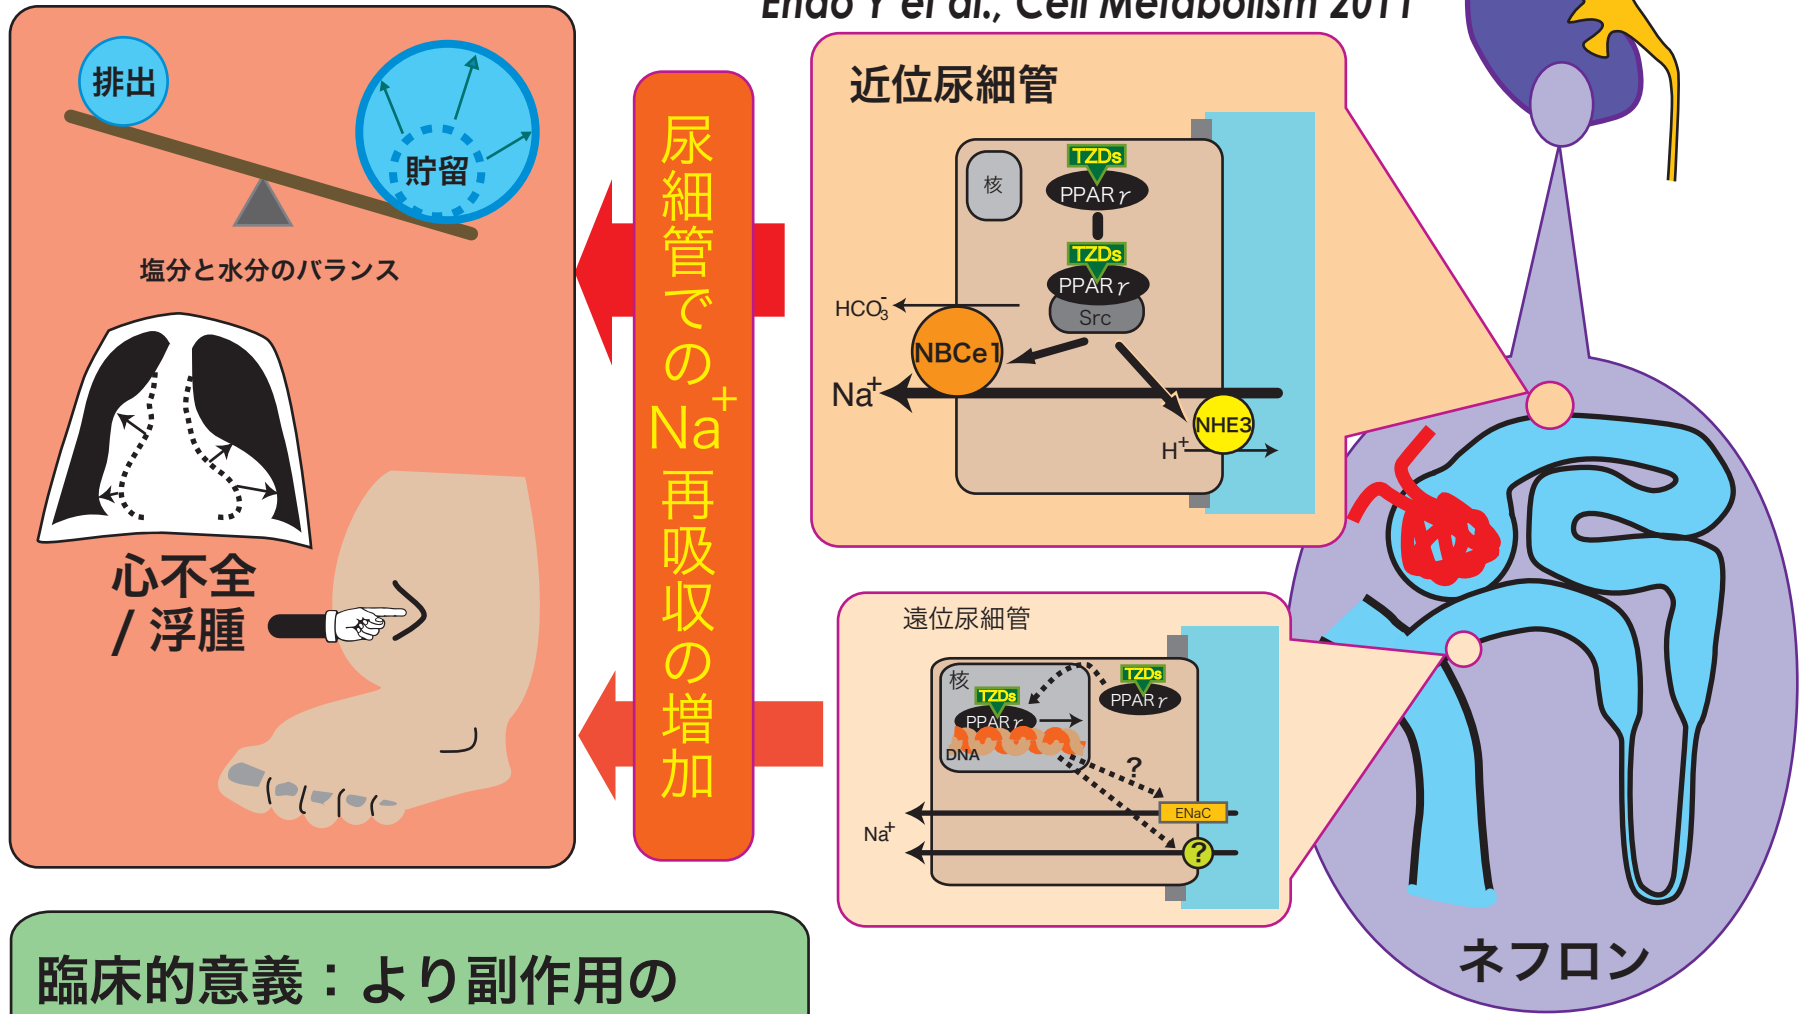 Endo Y et al., Cell Metabolism 2011
排出
貯留
塩分と水分のバランス
心不全
/ 浮腫
尿細管でのNa+再吸収の増加
近位尿細管
核
TZDs
PPARγ
TZDs
PPARγ
Src
HCO3-
NBCe1
Na+
NHE3
H+
遠位尿細管
核
TZDs
PPARγ
TZDs
PPARγ
DNA
?
ENaC
Na+
?
ネフロン
臨床的意義：より副作用の